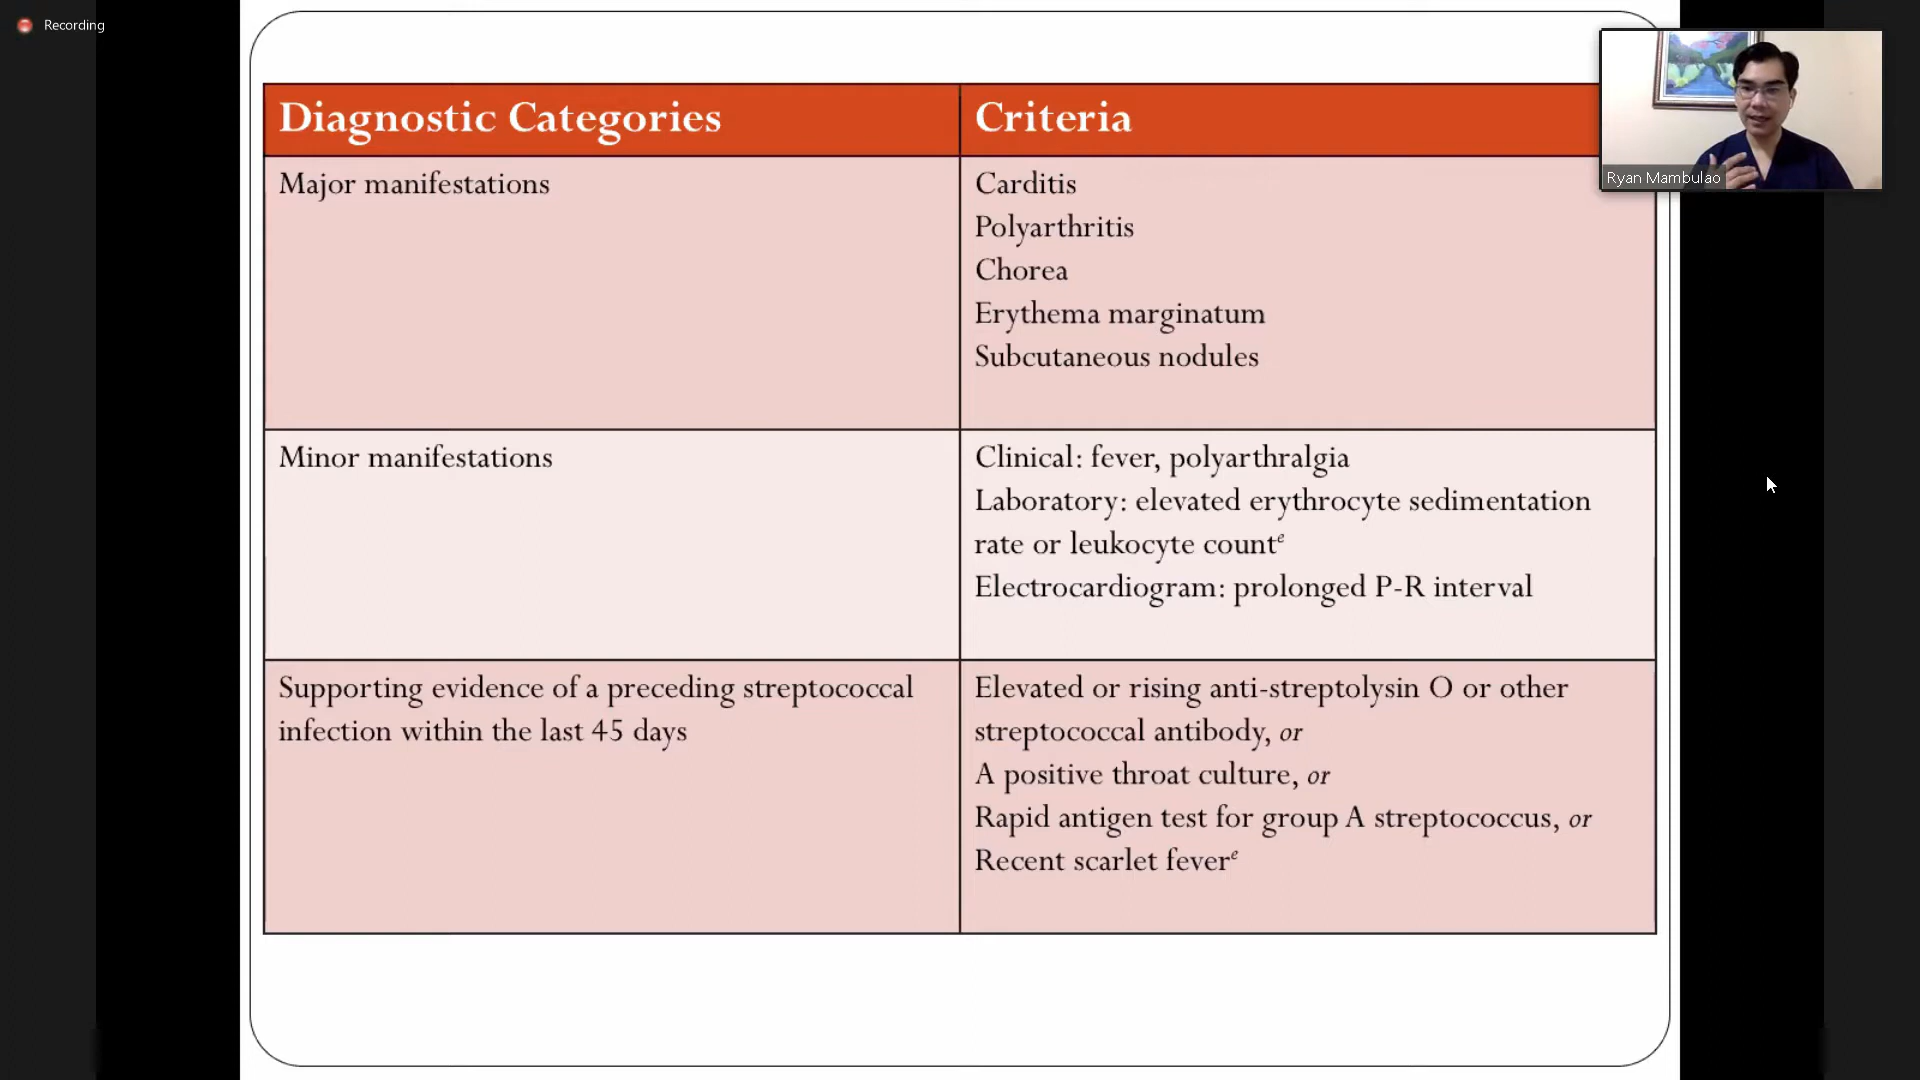 Recording
Diagnostic Categories
Criteria
Ryan Mambulao
Major manifestations
Carditis
Polyarthritis
Chorea
Erythema marginatum
Subcutaneous nodules
Minor manifestations
Clinical: fever, polyarthralgia
Laboratory: elevated erythrocyte sedimentation
rate or leukocyte countᵉ
Electrocardiogram: prolonged P-R interval
Supporting evidence of a preceding streptococcal
infection within the last 45 days
Elevated or rising anti-streptolysin O or other
streptococcal antibody, or
A positive throat culture, or
Rapid antigen test for group A streptococcus, or
Recent scarlet feverᵉ